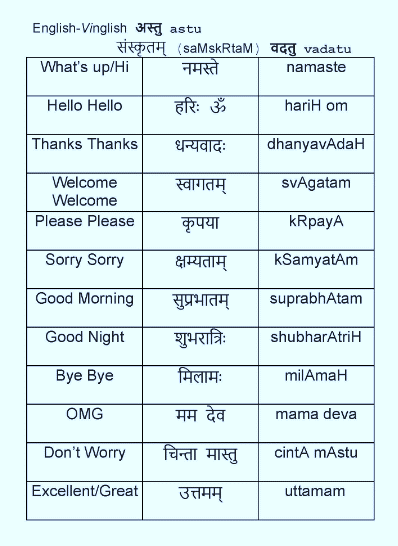 English-Vinglish अस्तु astu
संस्कृतम् (saMskRtaM) वदतु vadatu
What's up/Hi नमस्ते namaste
Hello Hello हरिः ॐ hariH om
Thanks Thanks धन्यवादः dhanyavAdaH
Welcome Welcome स्वागतम् svAgatam
Please Please कृपया kRpayA
Sorry Sorry क्षम्यताम् kSamyatAm
Good Morning सुप्रभातम् suprabhAtam
Good Night शुभरात्रिः shubharAtriH
Bye Bye मिलामः milAmaH
OMG मम देव mama deva
Don't Worry चिन्ता मास्तु cintA mAstu
Excellent/Great उत्तमम् uttamam